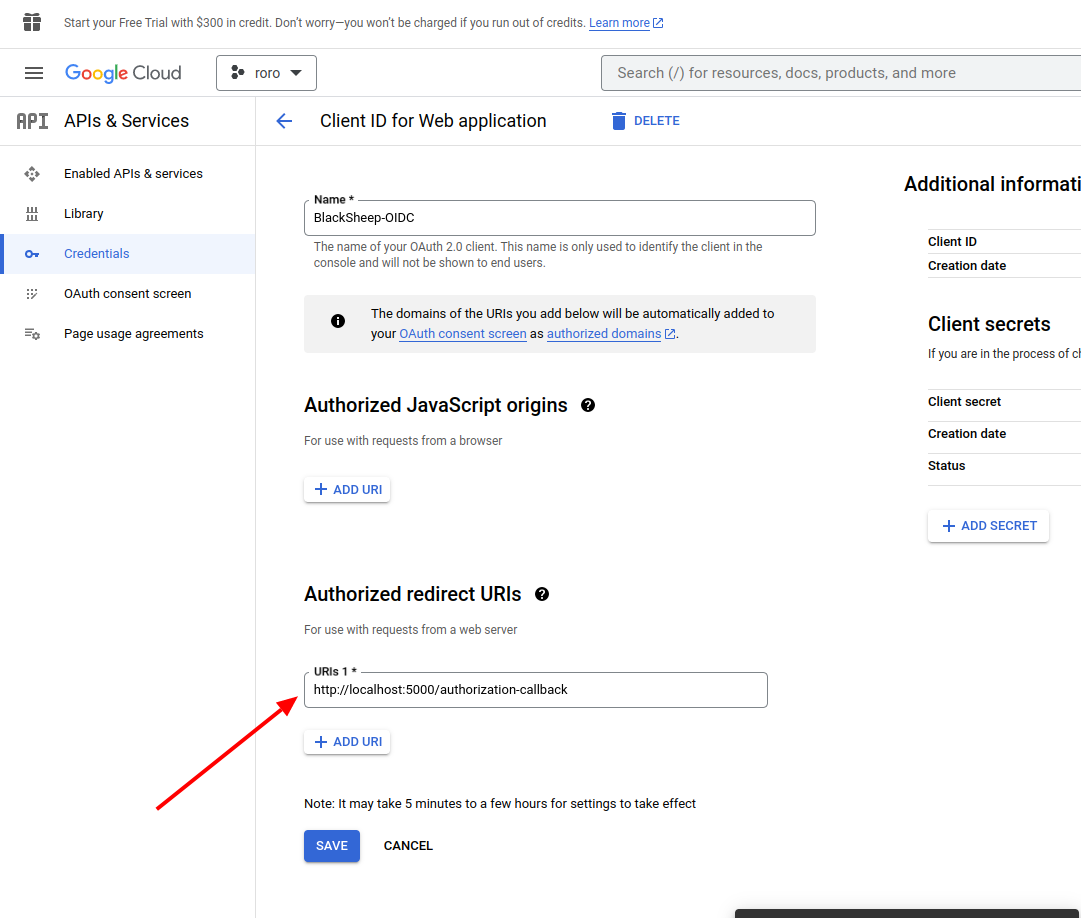 Start your Free Trial with $300 in credit. Don't worry—you won't be charged if you run out of credits. Learn more
Google Cloud
roro
Search (/) for resources, docs, products, and more
API APIs & Services
Client ID for Web application
DELETE
Enabled APIs & services
Library
Credentials
OAuth consent screen
Page usage agreements
Name *
BlackSheep-OIDC
The name of your OAuth 2.0 client. This name is only used to identify the client in the
console and will not be shown to end users.
The domains of the URIs you add below will be automatically added to
your OAuth consent screen as authorized domains.
Authorized JavaScript origins
For use with requests from a browser
+ ADD URI
Authorized redirect URIs
For use with requests from a web server
URIs 1 *
http://localhost:5000/authorization-callback
+ ADD URI
Note: It may take 5 minutes to a few hours for settings to take effect
SAVE
CANCEL
Additional informati
Client ID
Creation date
Client secrets
If you are in the process of cl
Client secret
Creation date
Status
+ ADD SECRET